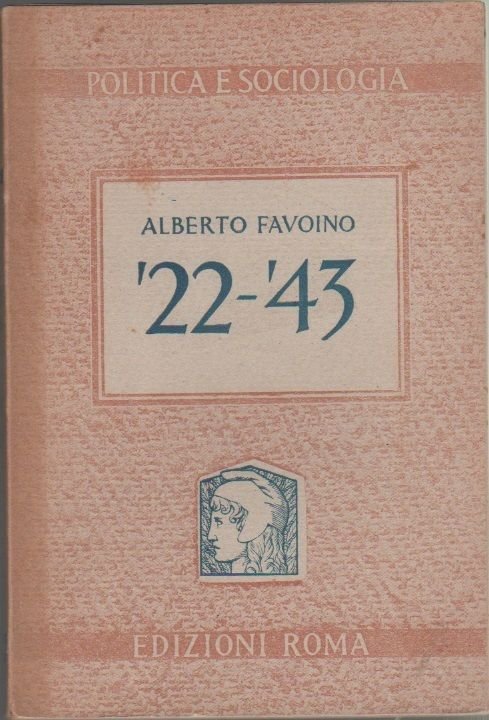 POLITICA E SOCIOLOGIA
ALBERTO FAVOINO
'22-'43
EDIZIONI ROMA